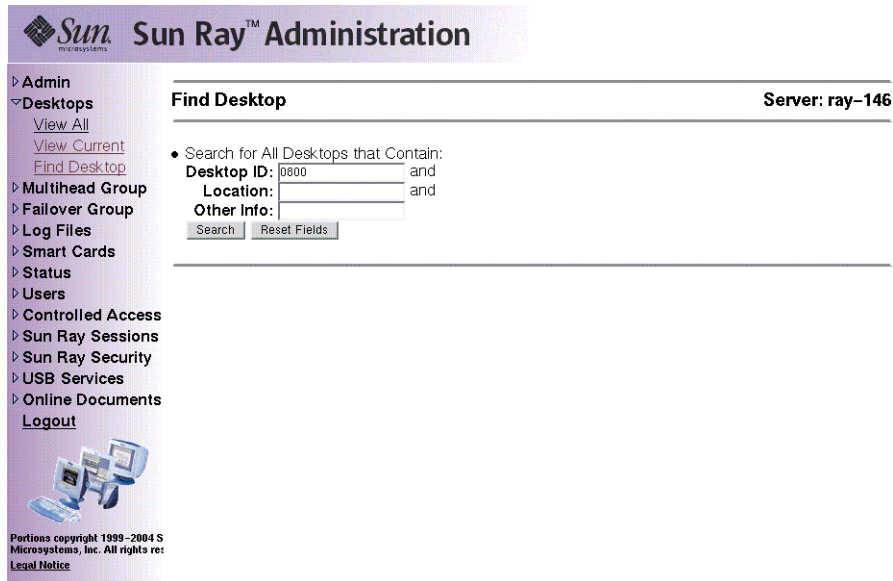 Sun microsystems Sun Ray™ Administration
Admin
Desktops
View All
View Current
Find Desktop
Multihead Group
Failover Group
Log Files
Smart Cards
Status
Users
Controlled Access
Sun Ray Sessions
Sun Ray Security
USB Services
Online Documents
Logout
Portions copyright 1999–2004 S
Microsystems, Inc. All rights res
Legal Notice
Find Desktop Server: ray–146
• Search for All Desktops that Contain:
Desktop ID: 0800 and
Location: and
Other Info:
Search Reset Fields